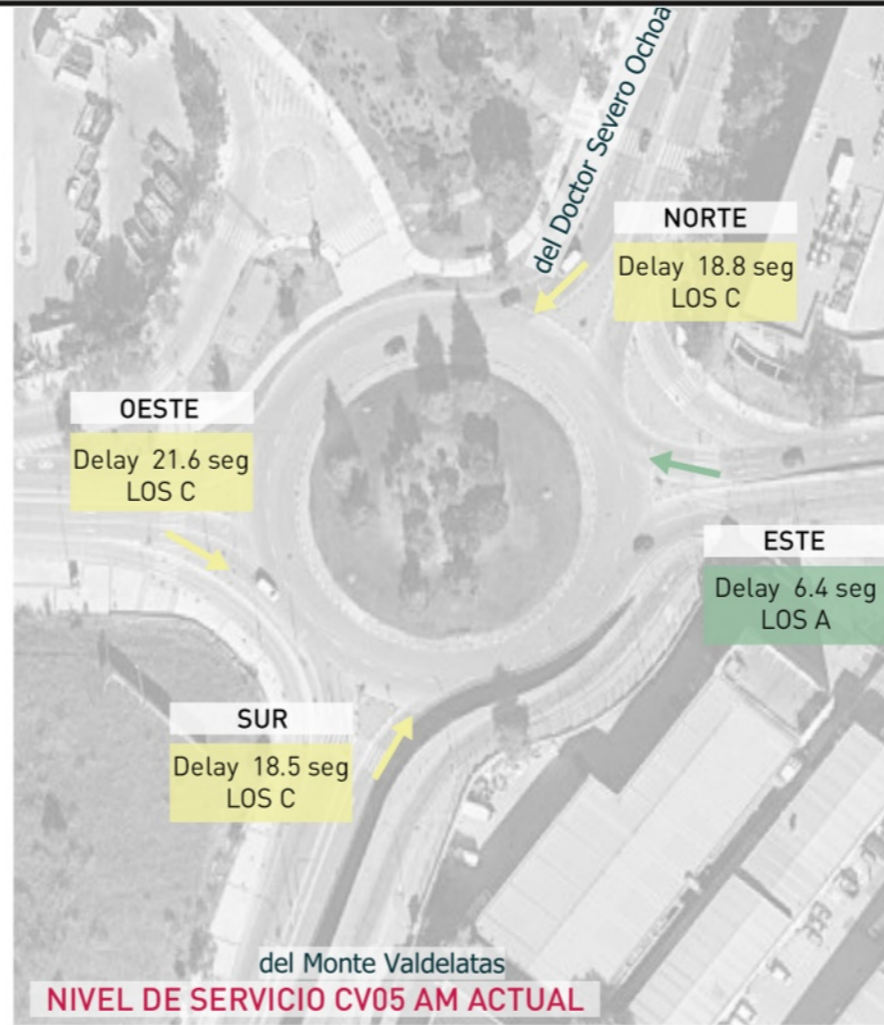 del Doctor Severo Ochoa
NORTE
Delay 18.8 seg
LOS C
OESTE
Delay 21.6 seg
LOS C
ESTE
Delay 6.4 seg
LOS A
SUR
Delay 18.5 seg
LOS C
del Monte Valdelatas
NIVEL DE SERVICIO CV05 AM ACTUAL